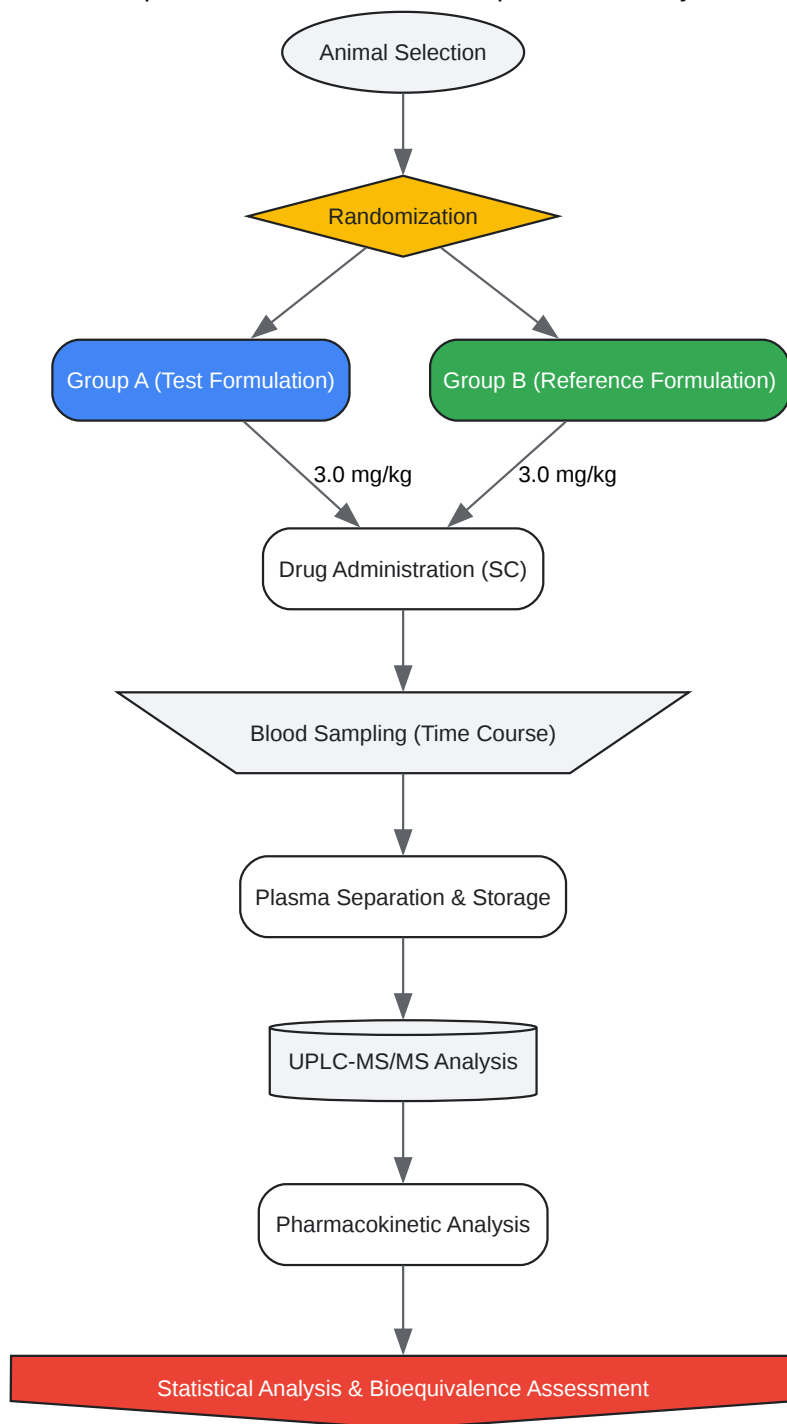 Animal Selection
Randomization
Group A (Test Formulation)
Group B (Reference Formulation)
3.0 mg/kg
3.0 mg/kg
Drug Administration (SC)
Blood Sampling (Time Course)
Plasma Separation & Storage
UPLC-MS/MS Analysis
Pharmacokinetic Analysis
Statistical Analysis & Bioequivalence Assessment